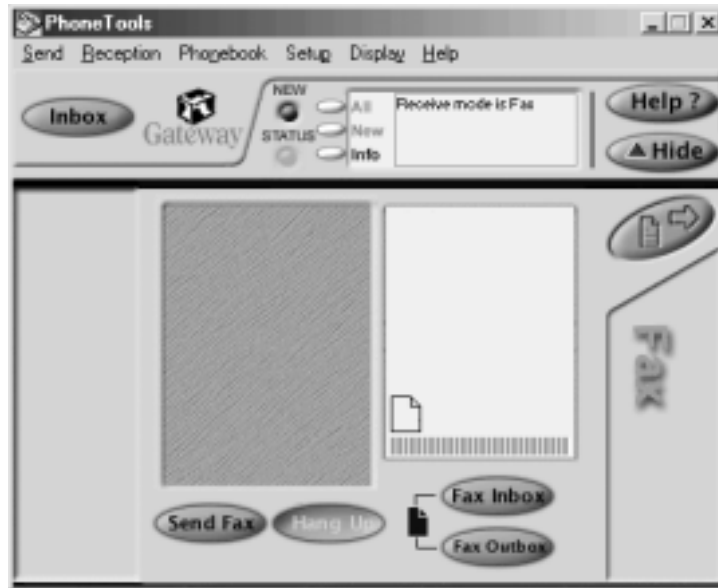 PhoneTools
Send Reception Phonebook Setup Display Help
Inbox
Gateway
NEW
STATUS
All
New
Info
Receive mode is Fax
Help ?
Hide
Fax
Send Fax
Hang Up
Fax Inbox
Fax Outbox